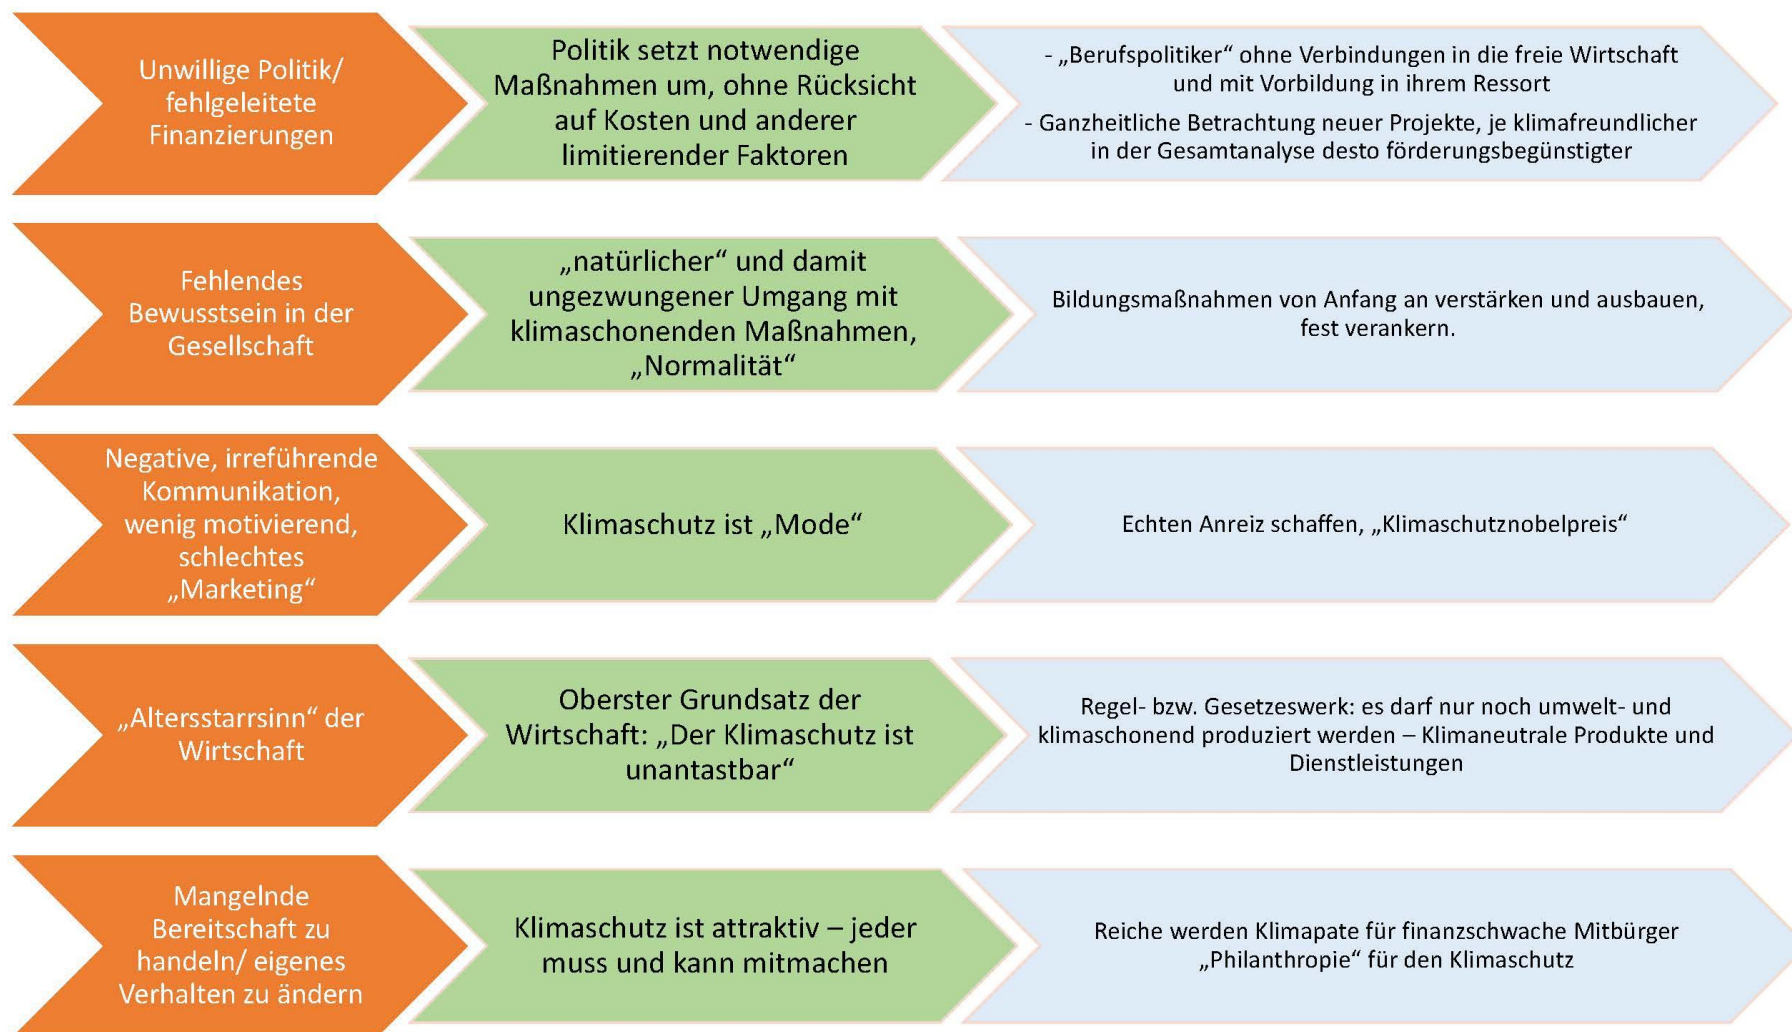 Unwillige Politik/
fehlgeleitete
Finanzierungen
Politik setzt notwendige
Maßnahmen um, ohne Rücksicht
auf Kosten und anderer
limitierender Faktoren
- „Berufspolitiker“ ohne Verbindungen in die freie Wirtschaft
und mit Vorbildung in ihrem Ressort
- Ganzheitliche Betrachtung neuer Projekte, je klimafreundlicher
in der Gesamtanalyse desto förderungsbegünstigter
Fehlendes
Bewusstsein in der
Gesellschaft
„natürlicher“ und damit
ungezwungener Umgang mit
klimaschonenden Maßnahmen,
„Normalität“
Bildungsmaßnahmen von Anfang an verstärken und ausbauen,
fest verankern.
Negative, irreführende
Kommunikation,
wenig motivierend,
schlechtes
„Marketing“
Klimaschutz ist „Mode“
Echten Anreiz schaffen, „Klimaschutznobelpreis“
„Altersstarrsinn“ der
Wirtschaft
Oberster Grundsatz der
Wirtschaft: „Der Klimaschutz ist
unantastbar“
Regel- bzw. Gesetzeswerk: es darf nur noch umwelt- und
klimaschonend produziert werden – Klimaneutrale Produkte und
Dienstleistungen
Mangelnde
Bereitschaft zu
handeln/ eigenes
Verhalten zu ändern
Klimaschutz ist attraktiv – jeder
muss und kann mitmachen
Reiche werden Klimapate für finanzschwache Mitbürger
„Philanthropie“ für den Klimaschutz